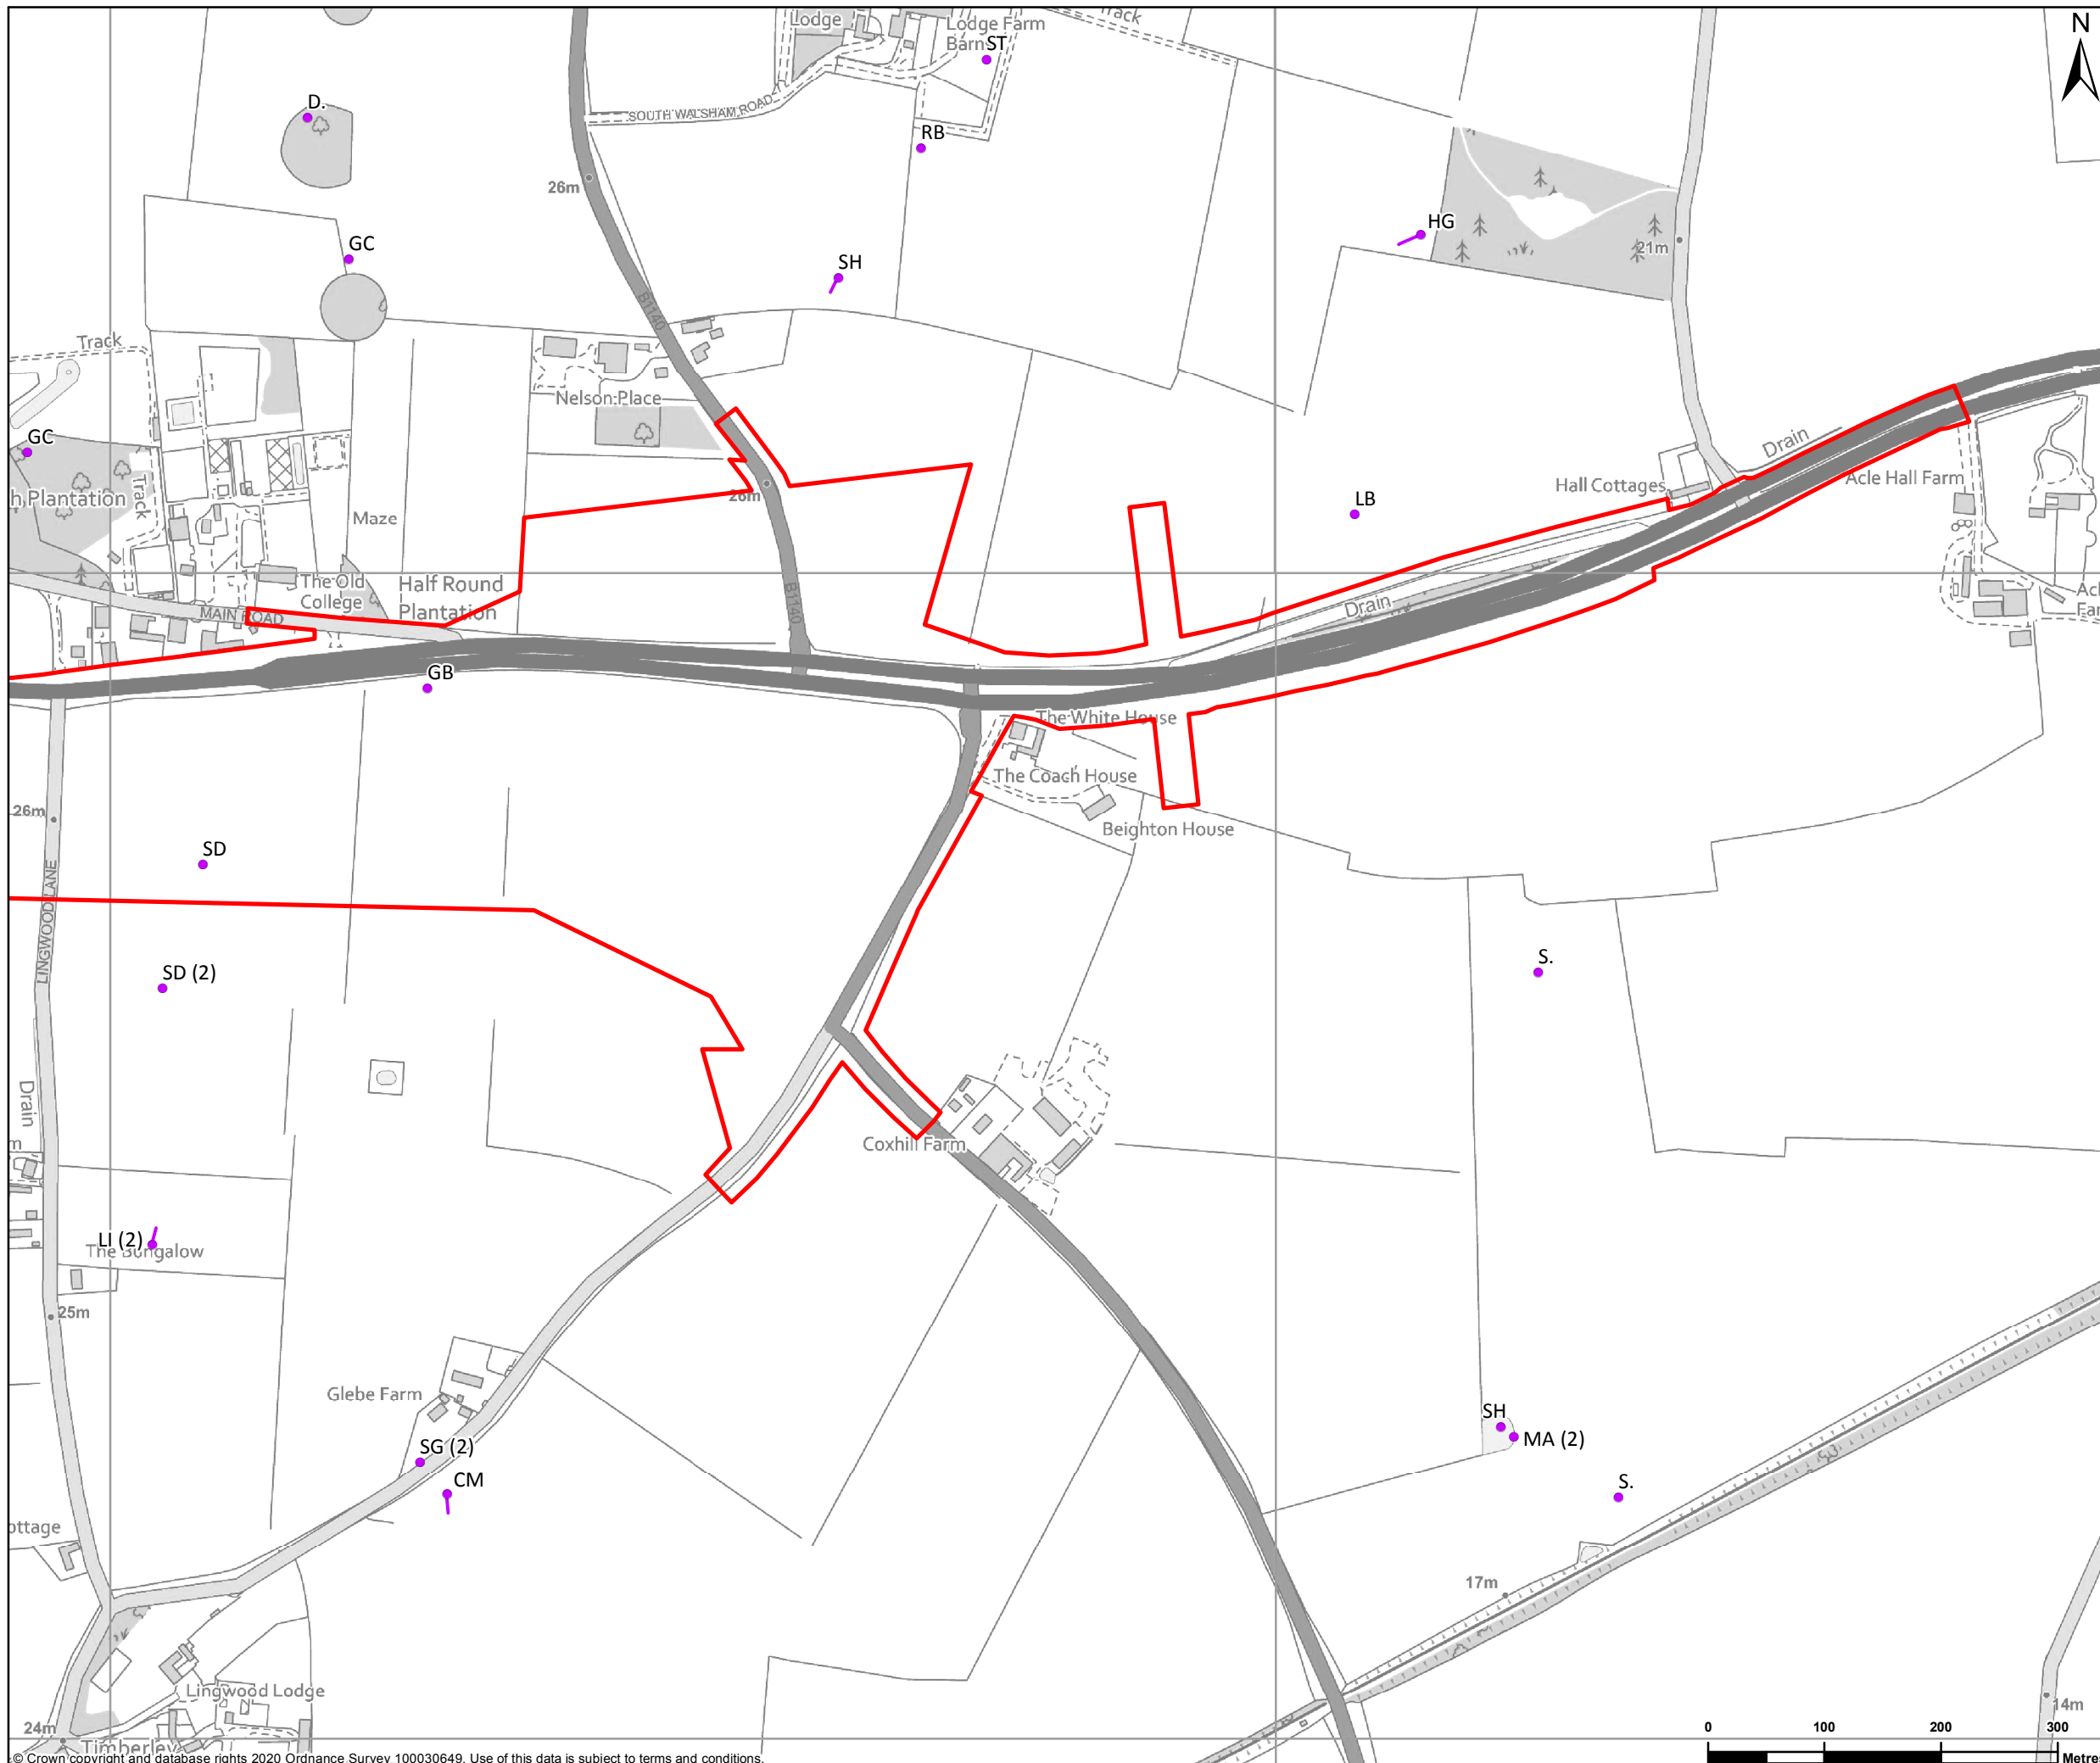 Lodge
Lodge Farm
Barn
ST
Track
N
D.
SOUTH WALSHAM ROAD
RB
26m
HG
GC
21m
SH
B1140
Track
Nelson Place
GC
h Plantation
Track
Maze
26m
LB
Hall Cottages
Drain
Acle Hall Farm
The Old
College
Half Round
Plantation
MAIN ROAD
B1140
Drain
Acl
Far
GB
The White House
The Coach House
Beighton House
26m
SD
LINGWOOD LANE
SD (2)
S.
Drain
m
Coxhill Farm
LI (2)
The Bungalow
25m
Glebe Farm
SG (2)
CM
SH
MA (2)
S.
ottage
17m
Lingwood Lodge
14m
24m
Timberley
0 100 200 300
Metre
© Crown copyright and database rights 2020 Ordnance Survey 100030649. Use of this data is subject to terms and conditions.